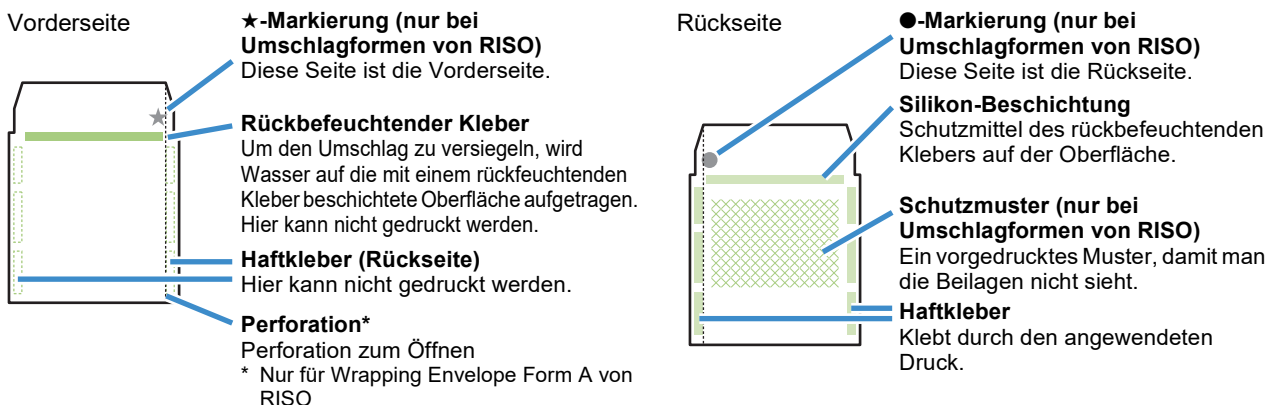 Vorderseite
★-Markierung (nur bei
Umschlagformen von RISO)
Diese Seite ist die Vorderseite.
Rückbefeuchtender Kleber
Um den Umschlag zu versiegeln, wird
Wasser auf die mit einem rückfeuchtenden
Kleber beschichtete Oberfläche aufgetragen.
Hier kann nicht gedruckt werden.
Haftkleber (Rückseite)
Hier kann nicht gedruckt werden.
Perforation*
Perforation zum Öffnen
* Nur für Wrapping Envelope Form A von
RISO
Rückseite
●-Markierung (nur bei
Umschlagformen von RISO)
Diese Seite ist die Rückseite.
Silikon-Beschichtung
Schutzmittel des rückbefeuchtenden
Klebers auf der Oberfläche.
Schutzmuster (nur bei
Umschlagformen von RISO)
Ein vorgedrucktes Muster, damit man
die Beilagen nicht sieht.
Haftkleber
Klebt durch den angewendeten
Druck.